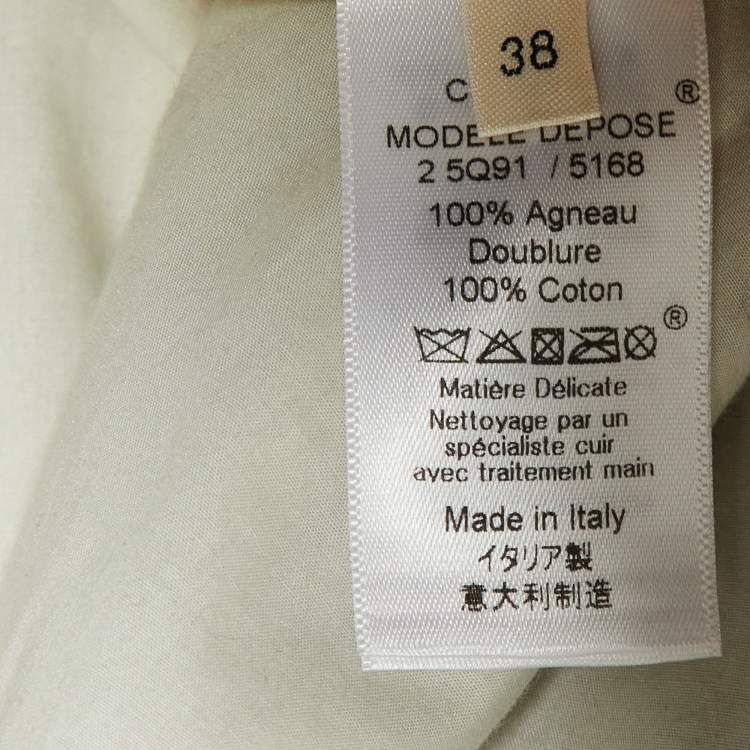 38
C ®
MODELE DEPOSE
2 5Q91 / 5168
100% Agneau
Doublure
100% Coton
®
Matière Délicate
Nettoyage par un
spécialiste cuir
avec traitement main
Made in Italy
イタリア製
意大利制造